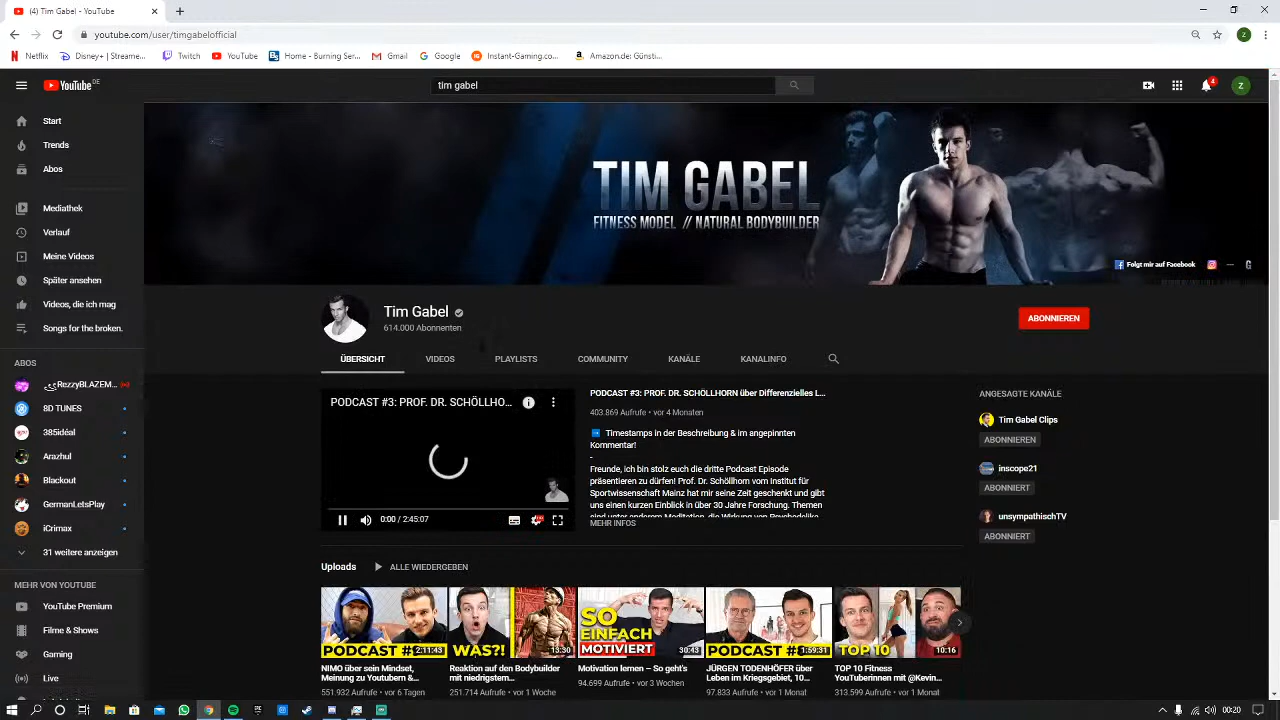 (4) Tim Gabel - YouTube
youtube.com/user/timgabelofficial
Netflix
Disney+ | Streame...
Twitch
YouTube
Home - Burning Ser...
Gmail
Google
Instant-Gaming.co...
Amazon.de: Günsti...
YouTube DE
tim gabel
4
Z
Start
Trends
Abos
Mediathek
Verlauf
Meine Videos
Später ansehen
Videos, die ich mag
Songs for the broken.
ABOS
RezzyBLAZEM...
8D TUNES
385idéal
Arazhul
Blackout
GermanLetsPlay
iCrimax
31 weitere anzeigen
MEHR VON YOUTUBE
YouTube Premium
Filme & Shows
Gaming
Live
TIM GABEL
FITNESS MODEL // NATURAL BODYBUILDER
Folgt mir auf Facebook
Tim Gabel
614.000 Abonnenten
ABONNIEREN
ÜBERSICHT
VIDEOS
PLAYLISTS
COMMUNITY
KANÄLE
KANALINFO
PODCAST #3: PROF. DR. SCHÖLLHO...
0:00 / 2:45:07
PODCAST #3: PROF. DR. SCHÖLLHORN über Differenzielles L...
403.869 Aufrufe • vor 4 Monaten
Timestamps in der Beschreibung & im angepinnten
Kommentar!
-
Freunde, ich bin stolz euch die dritte Podcast Episode
präsentieren zu dürfen! Prof. Dr. Schöllhorn vom Institut für
Sportwissenschaft Mainz hat mir seine Zeit geschenkt und gibt
uns einen kurzen Einblick in über 30 Jahre Forschung. Themen
sind unter anderem Meditation, die Wirkung von Psychedelika
MEHR INFOS
ANGESAGTE KANÄLE
Tim Gabel Clips
ABONNIEREN
inscope21
ABONNIERT
unsympathischTV
ABONNIERT
Uploads
ALLE WIEDERGEBEN
PODCAST #
2:11:43
NIMO über sein Mindset,
Meinung zu Youtubern &...
551.932 Aufrufe • vor 6 Tagen
WAS?!
13:30
Reaktion auf den Bodybuilder
mit niedrigstem...
251.714 Aufrufe • vor 1 Woche
SO
EINFACH
MOTIVIERT
30:43
Motivation lernen – So geht's
94.699 Aufrufe • vor 3 Wochen
PODCAST #
1:59:31
JÜRGEN TODENHÖFER über
Leben im Kriegsgebiet, 10...
97.833 Aufrufe • vor 1 Monat
TOP 10
10:16
TOP 10 Fitness
YouTuberinnen mit @Kevin...
313.599 Aufrufe • vor 1 Monat
00:20